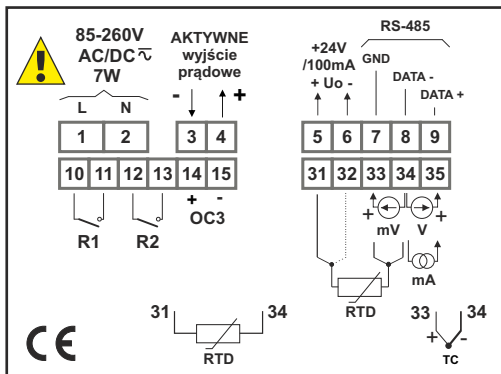 85-260V
AC/DC
7W
L N
AKTYWNE
wyjście
prądowe
- +
+24V
/100mA
+ Uo -
RS-485
GND
DATA -
DATA +
1 2 3 4 5 6 7 8 9
10 11 12 13 14 15 31 32 33 34 35
R1 R2
+ -
OC3
+ mV V +
mA
RTD
31 34
RTD
33 34
+ -
TC
CE